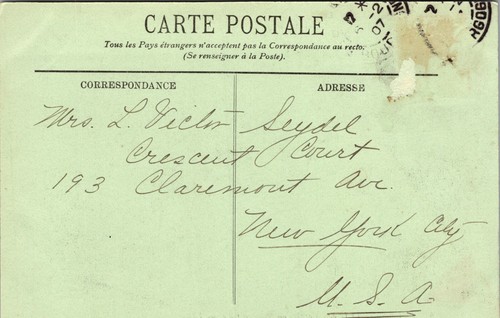 CARTE POSTALE
Tous les Pays étrangers n'acceptent pas la Correspondance au recto.
(Se renseigner à la Poste).
CORRESPONDANCE
ADRESSE
Mrs. L. Victor Seydel
Crescent Court
193 Claremont Ave.
New York City
U. S. A